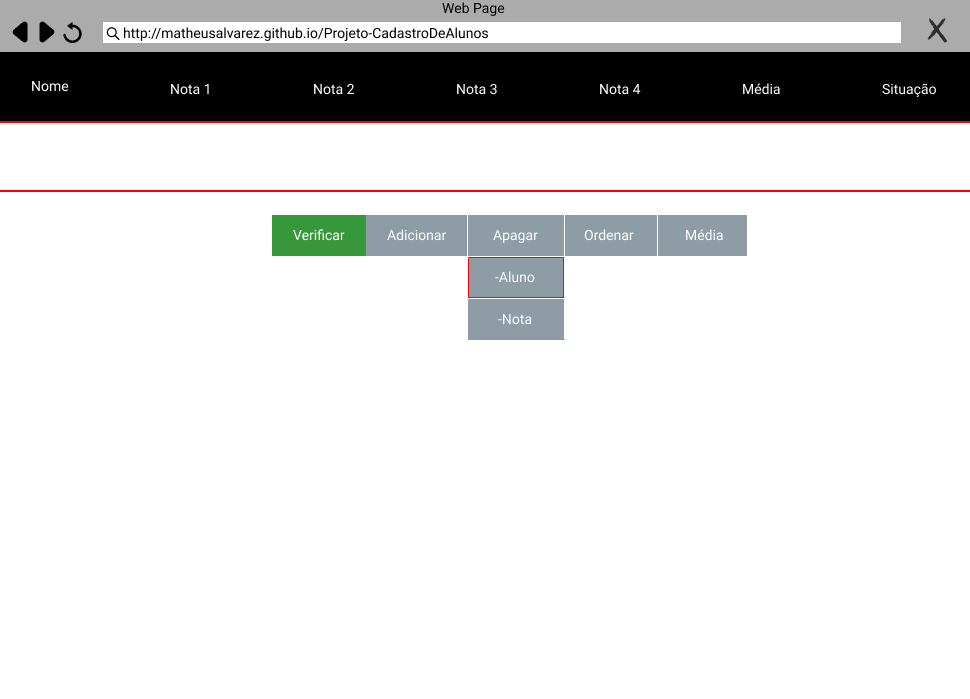 Web Page
http://matheusalvarez.github.io/Projeto-CadastroDeAlunos
Nome Nota 1 Nota 2 Nota 3 Nota 4 Média Situação
Verificar Adicionar Apagar Ordenar Média
-Aluno
-Nota